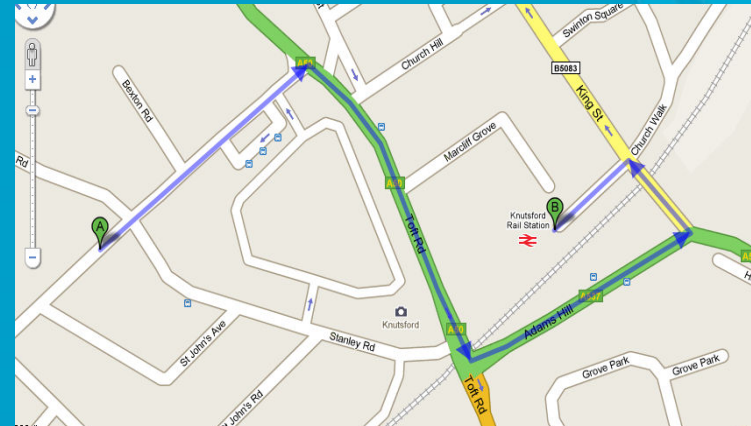 Swinton Square
A50
Church Hill
B5083
King St
Bexton Rd
Church Walk
Marcliff Grove
Rd
A50
A
B
Knutsford
Rail Station
Toft Rd
A537
Adams Hill
Knutsford
A50
St John's Ave
Stanley Rd
Grove Park
Grove Park
Toft Rd
St John's Rd